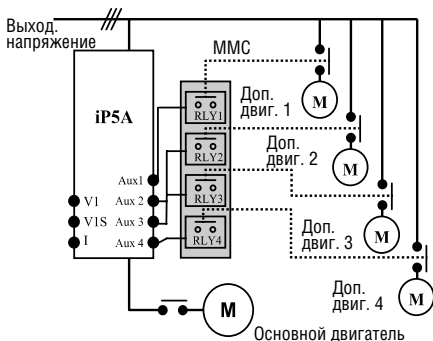 Выход.
напряжение
ММС
iP5A
Доп.
двиг. 1
RLY1
M
Доп.
двиг. 2
RLY2
M
Aux1
V1
Aux 2
RLY3
V1S
Aux 3
Доп.
двиг. 3
M
I
Aux 4
RLY4
Доп.
двиг. 4
M
M
Основной двигатель